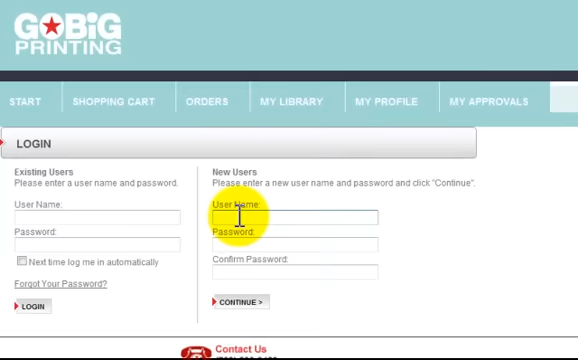 GOBIG
PRINTING
START
SHOPPING CART
ORDERS
MY LIBRARY
MY PROFILE
MY APPROVALS
LOGIN
Existing Users
Please enter a user name and password.
User Name:
Password:
Next time log me in automatically
Forgot Your Password?
LOGIN
New Users
Please enter a new user name and password and click "Continue".
User Name:
Password:
Confirm Password:
CONTINUE >
Contact Us